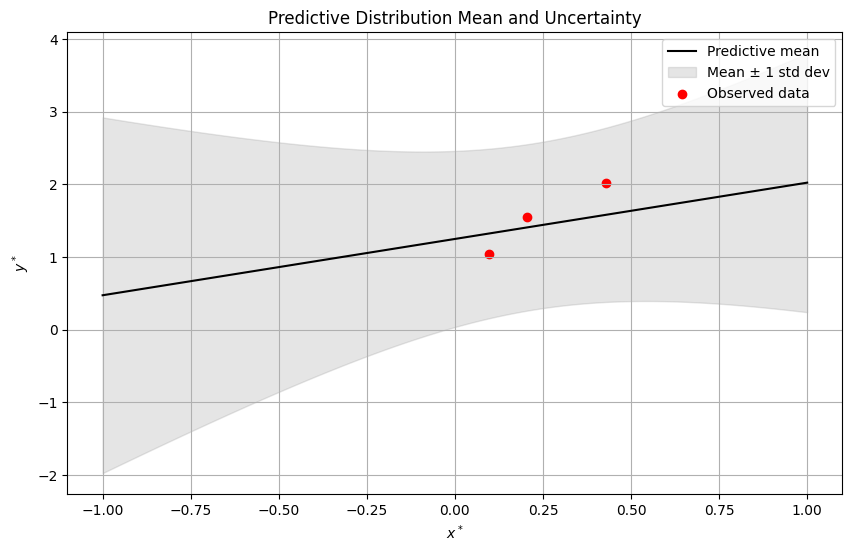 Predictive Distribution Mean and Uncertainty
4
3
2
1
0
−1
−2
y*
Predictive mean
Mean ± 1 std dev
Observed data
−1.00 −0.75 −0.50 −0.25 0.00 0.25 0.50 0.75 1.00
x*